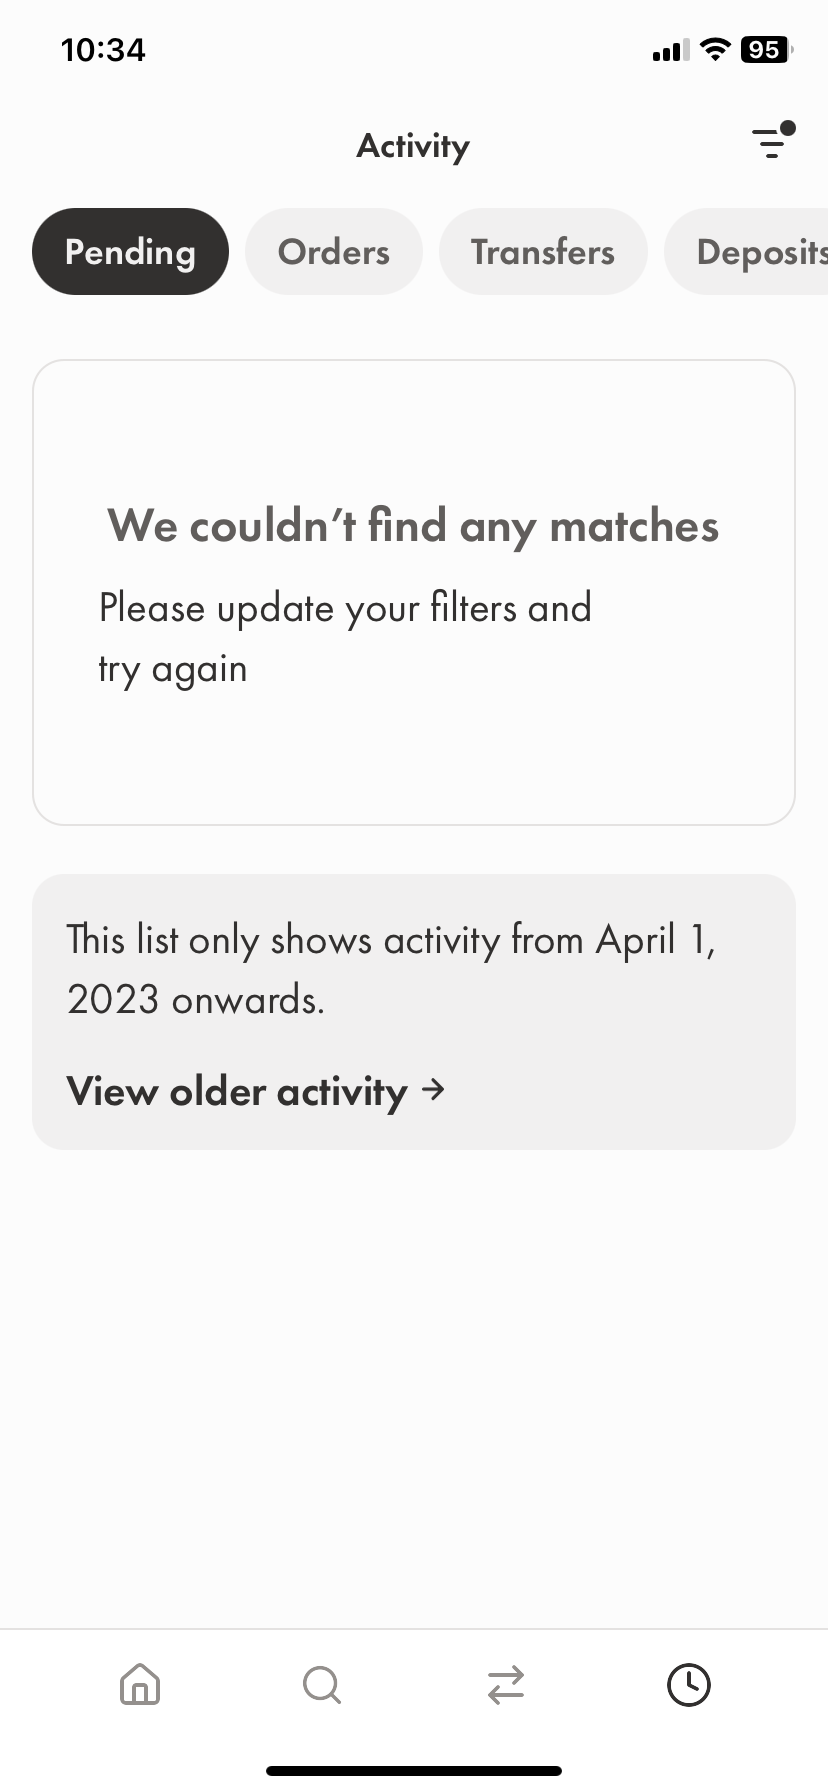 10:34
95
Activity
Pending
Orders
Transfers
Deposits
We couldn’t find any matches
Please update your filters and
try again
This list only shows activity from April 1,
2023 onwards.
View older activity →